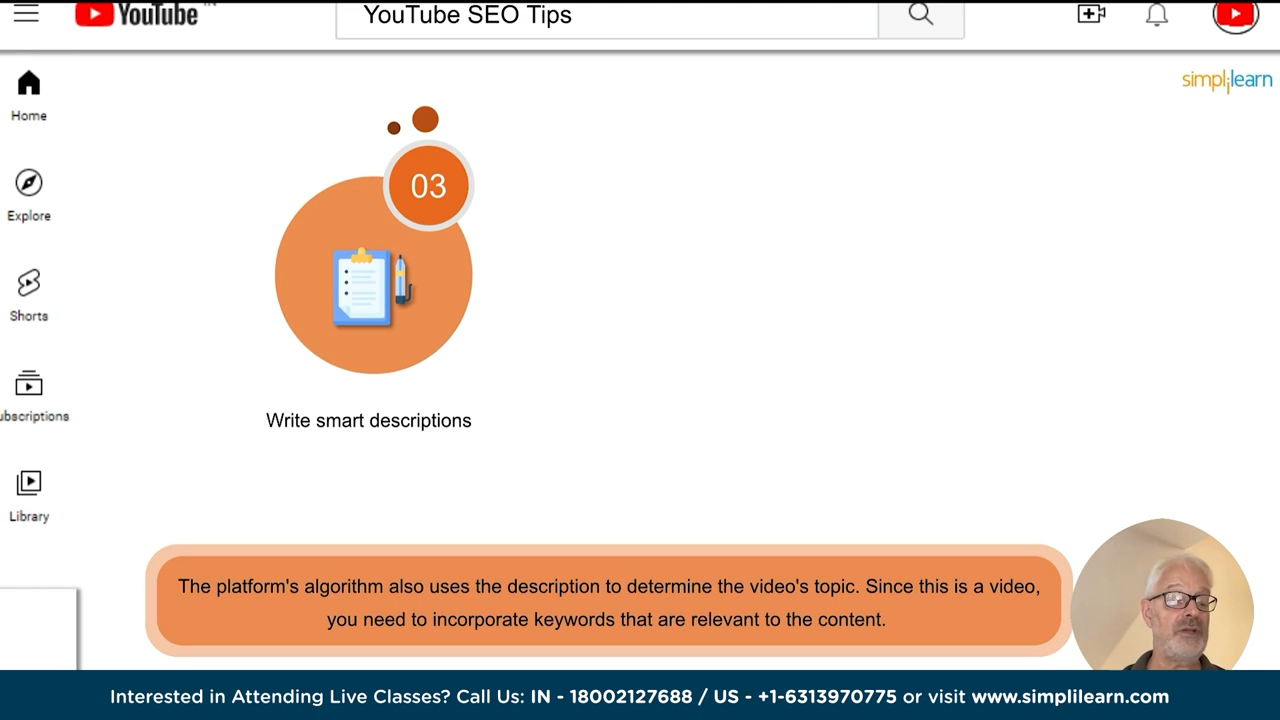 YouTube
YouTube SEO Tips
simplilearn
Home
03
Explore
Shorts
ubscriptions
Write smart descriptions
Library
The platform's algorithm also uses the description to determine the video's topic. Since this is a video,
you need to incorporate keywords that are relevant to the content.
Interested in Attending Live Classes? Call Us: IN - 18002127688 / US - +1-6313970775 or visit www.simplilearn.com